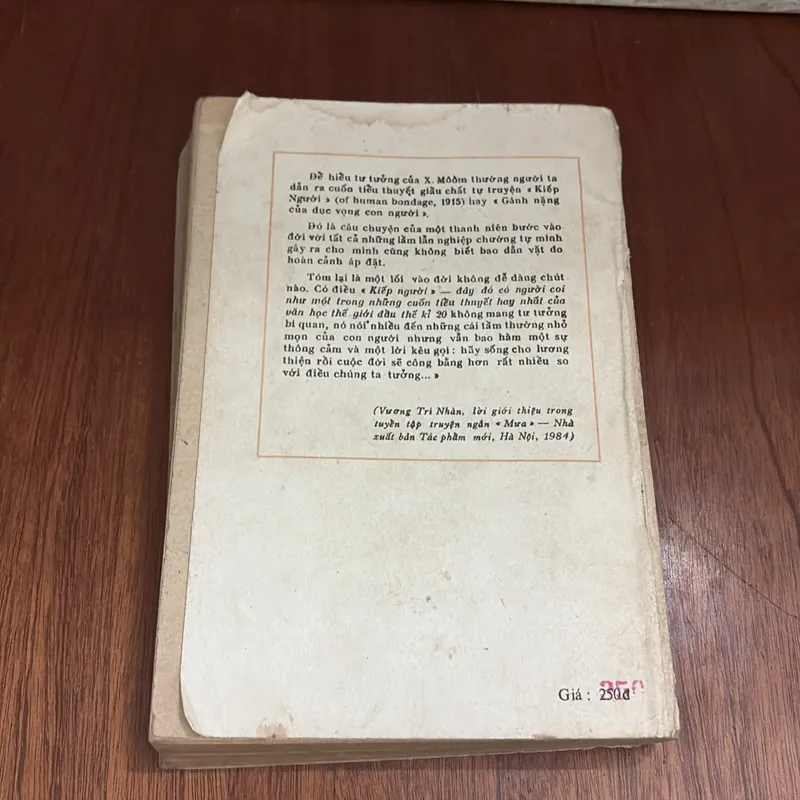 Để hiểu tư tưởng của X. Môôm thường người ta
dẫn ra cuốn tiểu thuyết giầu chất tự truyện « Kiếp
Người » (of human bondage, 1915) hay « Gánh nặng
của dục vọng con người ».
Đó là câu chuyện của một thanh niên bước vào
đời với tất cả những lầm lẫn nghiệp chướng tự mình
gây ra cho mình cũng không biết bao dằn vặt do
hoàn cảnh áp đặt.
Tóm lại là một lối vào đời không dễ dàng chút
nào. Có điều « Kiếp người » — đây đó có người coi
như một trong những cuốn tiểu thuyết hay nhất của
văn học thế giới đầu thế kỉ 20 không mang tư tưởng
bi quan, nó nói nhiều đến những cái tầm thường nhỏ
mọn của con người nhưng vẫn bao hàm một sự
thông cảm và một lời kêu gọi : hãy sống cho lương
thiện rồi cuộc đời sẽ công bằng hơn rất nhiều so
với điều chúng ta tưởng... »
(Vương Trí Nhàn, lời giới thiệu trong
tuyển tập truyện ngắn « Mưa » — Nhà
xuất bản Tác phẩm mới, Hà Nội, 1984)
Giá : 250đ
250